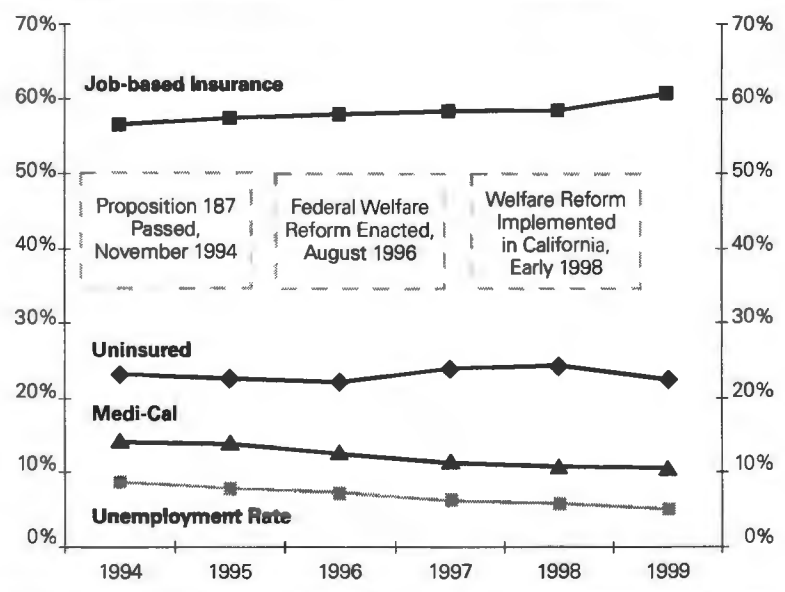 70% 70%
Job-based Insurance
60% 60%
50% 50%
Proposition 187
Passed,
November 1994
Federal Welfare
Reform Enacted,
August 1996
Welfare Reform
Implemented
in California,
Early 1998
40% 40%
30% 30%
Uninsured
20% 20%
Medi-Cal
10% 10%
Unemployment Rate
0% 0%
1994 1995 1996 1997 1998 1999